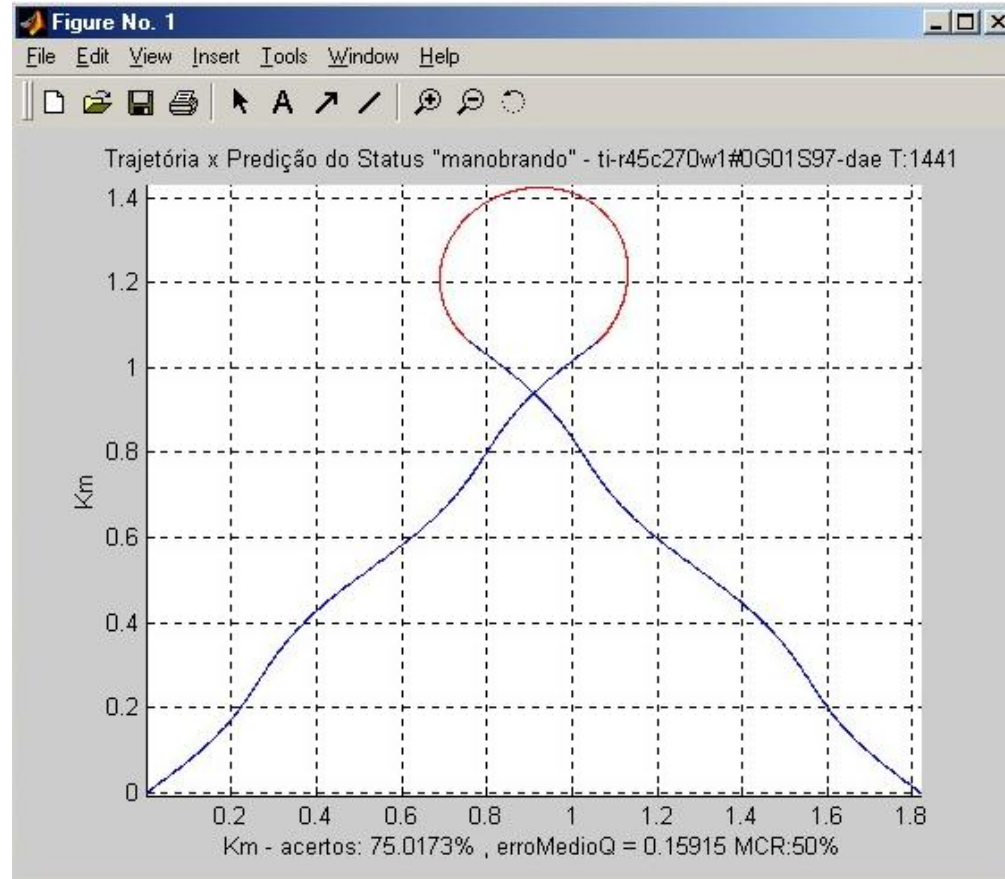 Figure No. 1
File Edit View Insert Tools Window Help
A
Trajetória x Predição do Status "manobrando" - ti-r45c270w1#0G01S97-dae T:1441
1.4
1.2
1
0.8
Km
0.6
0.4
0.2
0
0.2 0.4 0.6 0.8 1 1.2 1.4 1.6 1.8
Km - acertos: 75.0173% , erroMedioQ = 0.15915 MCR:50%